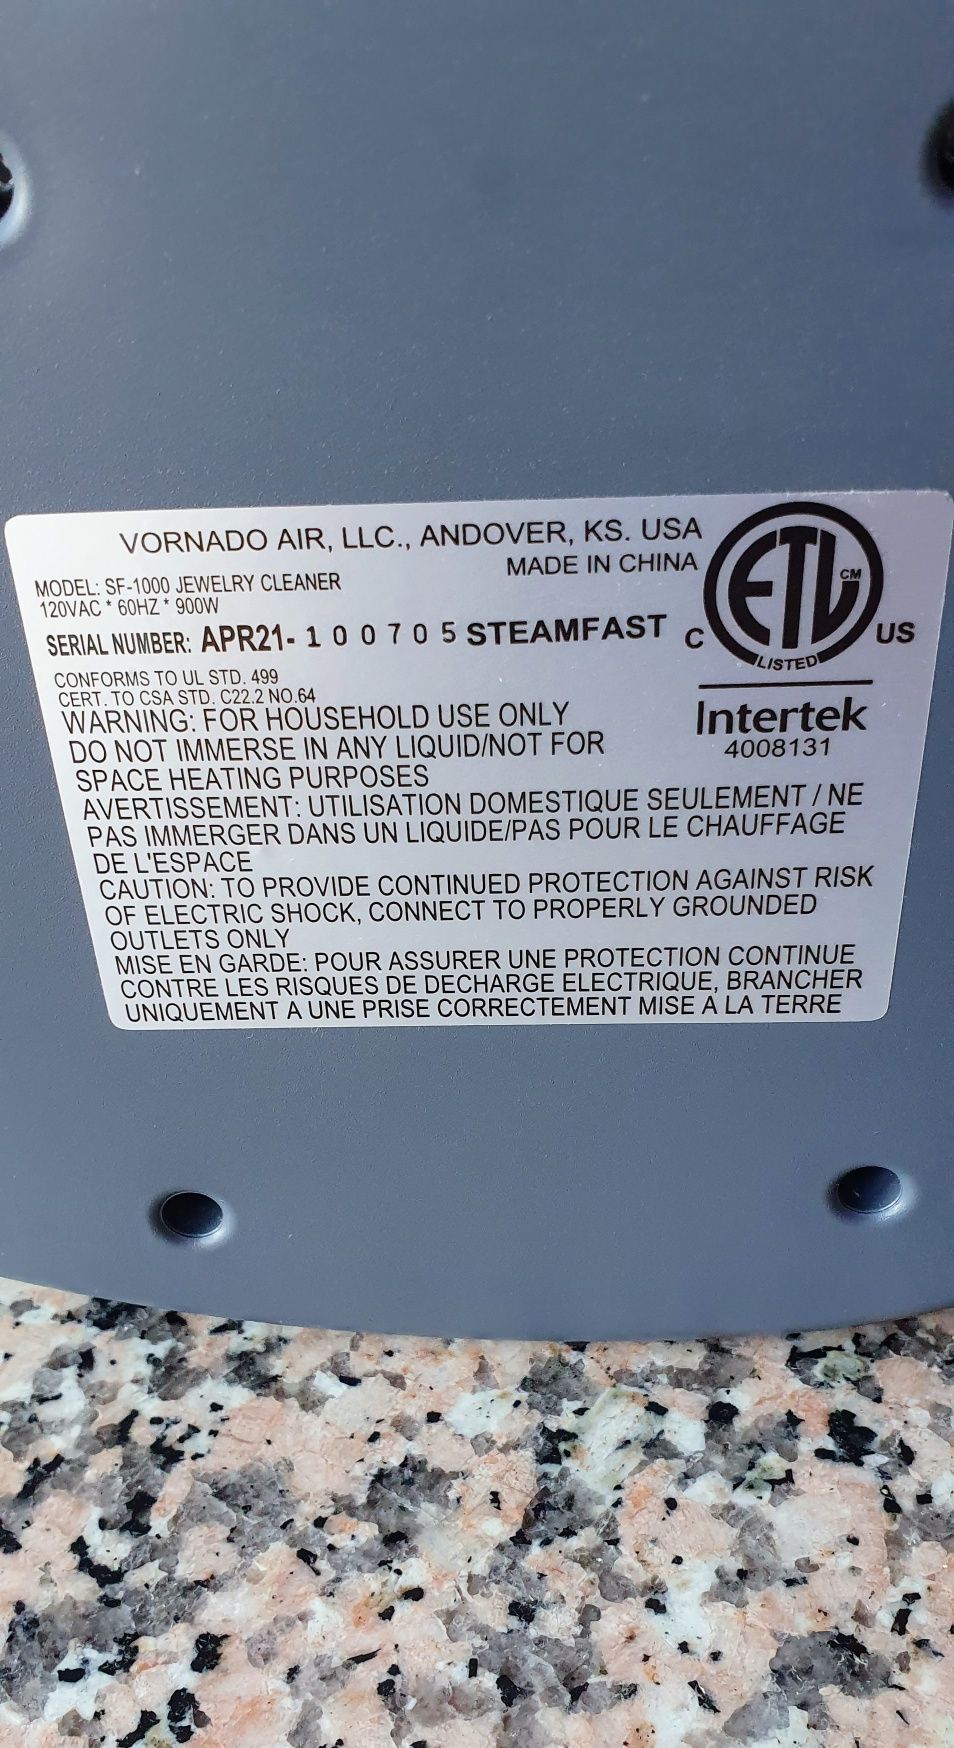 VORNADO AIR, LLC., ANDOVER, KS. USA
MADE IN CHINA
MODEL: SF-1000 JEWELRY CLEANER
120VAC * 60HZ * 900W
SERIAL NUMBER: APR21- 1 0 0 7 0 5 STEAMFAST
CONFORMS TO UL STD. 499
CERT. TO CSA STD. C22.2 NO.64
WARNING: FOR HOUSEHOLD USE ONLY
DO NOT IMMERSE IN ANY LIQUID/NOT FOR
SPACE HEATING PURPOSES
AVERTISSEMENT: UTILISATION DOMESTIQUE SEULEMENT / NE
PAS IMMERGER DANS UN LIQUIDE/PAS POUR LE CHAUFFAGE
DE L'ESPACE
CAUTION: TO PROVIDE CONTINUED PROTECTION AGAINST RISK
OF ELECTRIC SHOCK, CONNECT TO PROPERLY GROUNDED
OUTLETS ONLY
MISE EN GARDE: POUR ASSURER UNE PROTECTION CONTINUE
CONTRE LES RISQUES DE DECHARGE ELECTRIQUE, BRANCHER
UNIQUEMENT A UNE PRISE CORRECTEMENT MISE A LA TERRE
ETL CM
C US
LISTED
Intertek
4008131